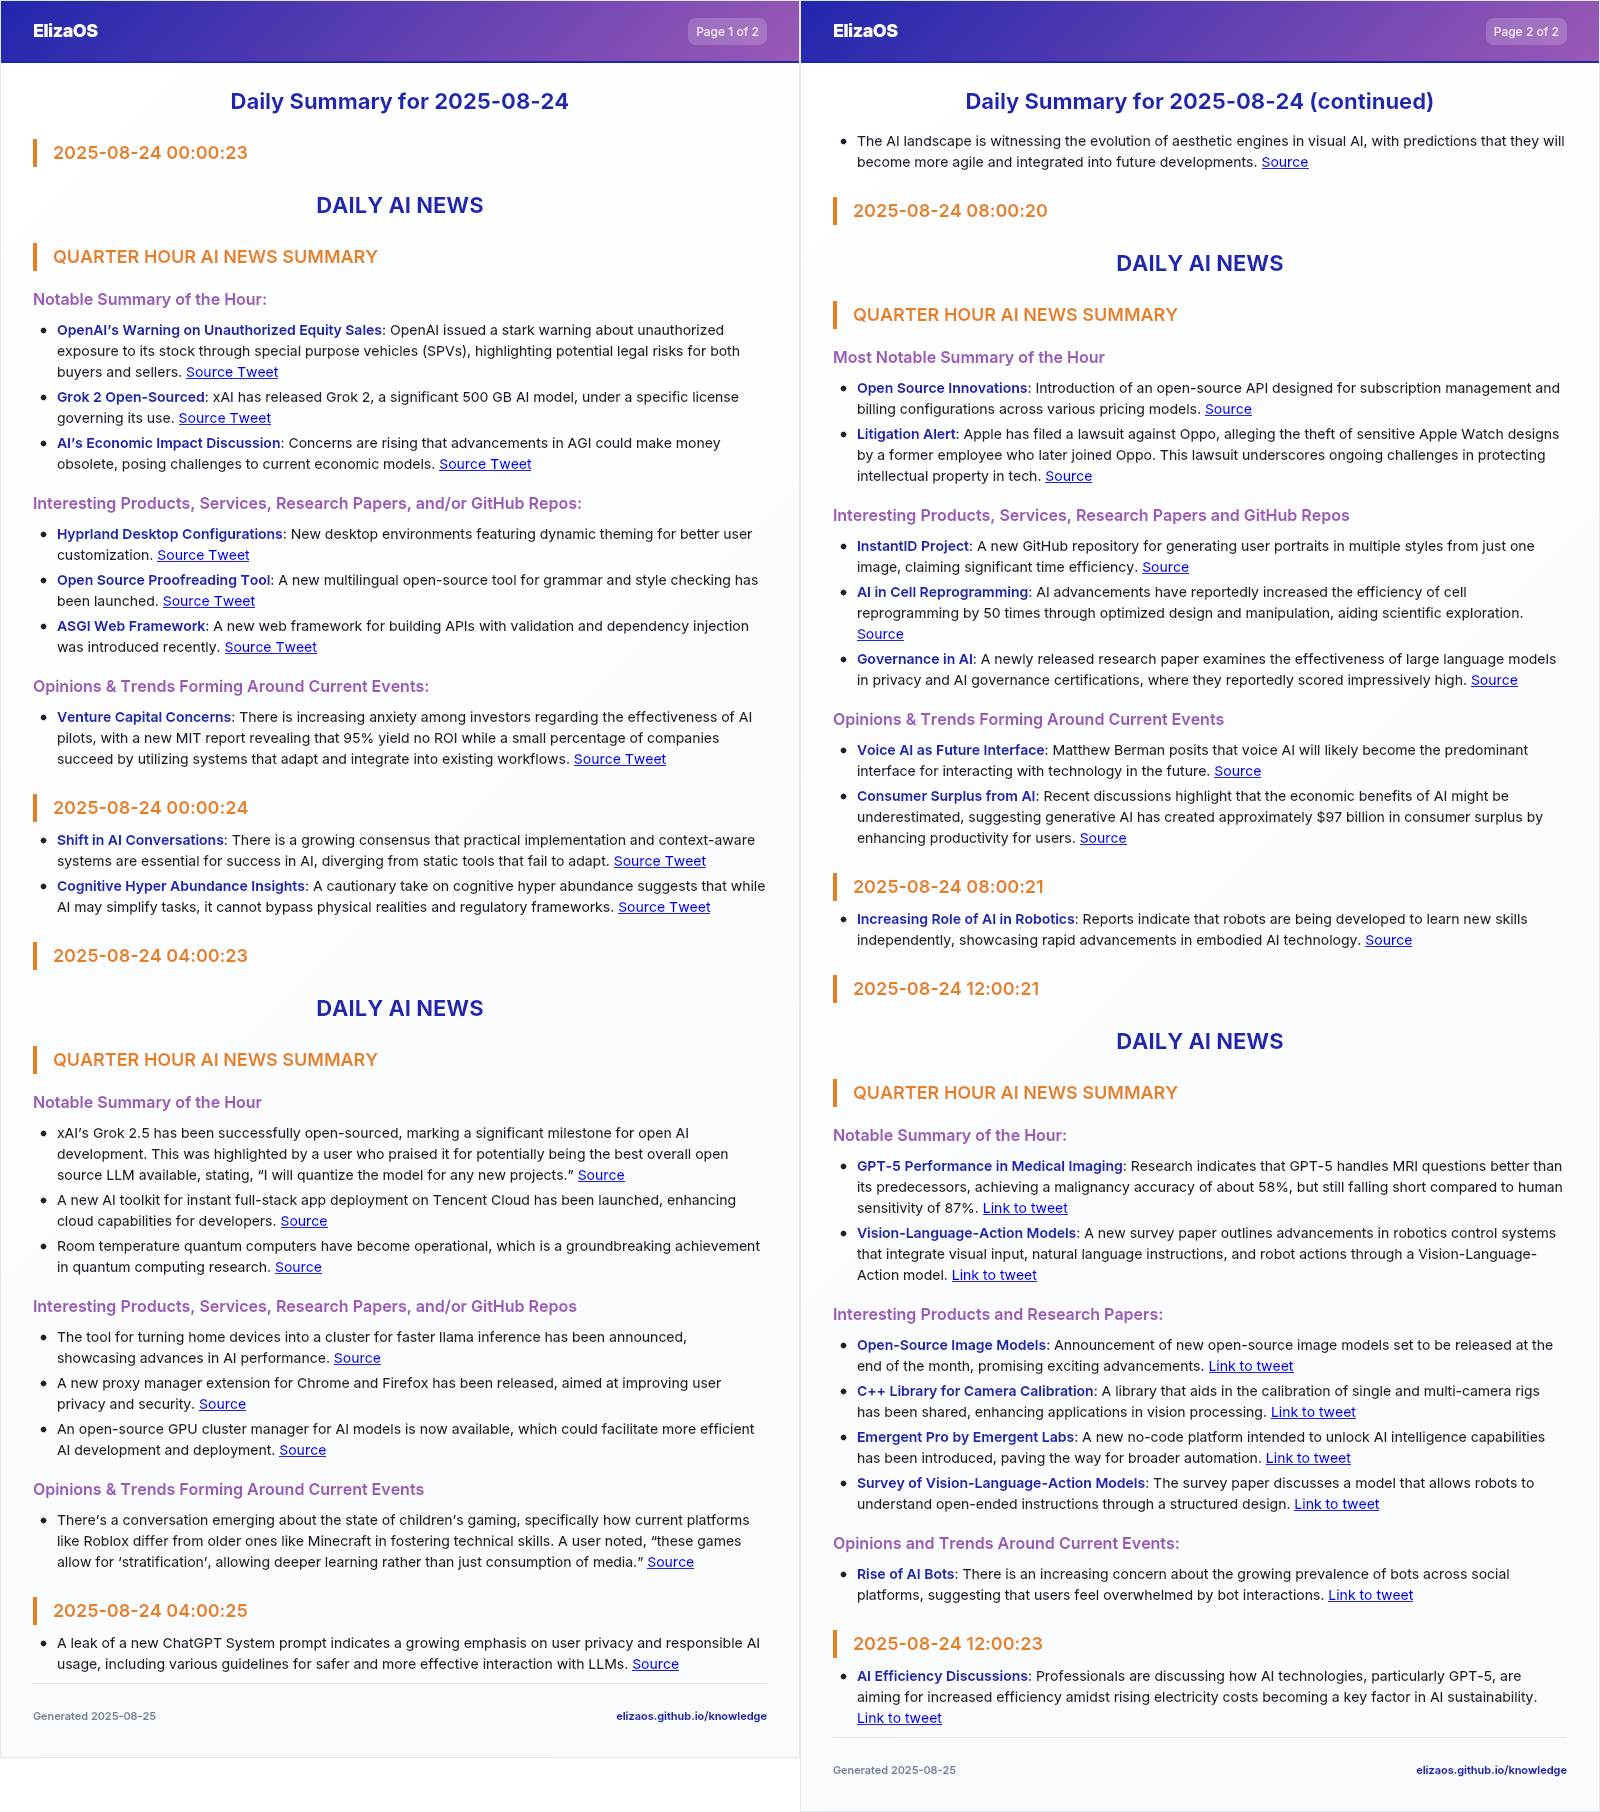 ElizaOS
Page 1 of 2
Daily Summary for 2025-08-24
2025-08-24 00:00:23
DAILY AI NEWS
QUARTER HOUR AI NEWS SUMMARY
Notable Summary of the Hour:
• OpenAI’s Warning on Unauthorized Equity Sales: OpenAI issued a stark warning about unauthorized
exposure to its stock through special purpose vehicles (SPVs), highlighting potential legal risks for both
buyers and sellers. Source Tweet
• Grok 2 Open-Sourced: xAI has released Grok 2, a significant 500 GB AI model, under a specific license
governing its use. Source Tweet
• AI’s Economic Impact Discussion: Concerns are rising that advancements in AGI could make money
obsolete, posing challenges to current economic models. Source Tweet
Interesting Products, Services, Research Papers, and/or GitHub Repos:
• Hyprland Desktop Configurations: New desktop environments featuring dynamic theming for better user
customization. Source Tweet
• Open Source Proofreading Tool: A new multilingual open-source tool for grammar and style checking has
been launched. Source Tweet
• ASGI Web Framework: A new web framework for building APIs with validation and dependency injection
was introduced recently. Source Tweet
Opinions & Trends Forming Around Current Events:
• Venture Capital Concerns: There is increasing anxiety among investors regarding the effectiveness of AI
pilots, with a new MIT report revealing that 95% yield no ROI while a small percentage of companies
succeed by utilizing systems that adapt and integrate into existing workflows. Source Tweet
2025-08-24 00:00:24
• Shift in AI Conversations: There is a growing consensus that practical implementation and context-aware
systems are essential for success in AI, diverging from static tools that fail to adapt. Source Tweet
• Cognitive Hyper Abundance Insights: A cautionary take on cognitive hyper abundance suggests that while
AI may simplify tasks, it cannot bypass physical realities and regulatory frameworks. Source Tweet
2025-08-24 04:00:23
DAILY AI NEWS
QUARTER HOUR AI NEWS SUMMARY
Notable Summary of the Hour
• xAI’s Grok 2.5 has been successfully open-sourced, marking a significant milestone for open AI
development. This was highlighted by a user who praised it for potentially being the best overall open
source LLM available, stating, “I will quantize the model for any new projects.” Source
• A new AI toolkit for instant full-stack app deployment on Tencent Cloud has been launched, enhancing
cloud capabilities for developers. Source
• Room temperature quantum computers have become operational, which is a groundbreaking achievement
in quantum computing research. Source
Interesting Products, Services, Research Papers, and/or GitHub Repos
• The tool for turning home devices into a cluster for faster llama inference has been announced,
showcasing advances in AI performance. Source
• A new proxy manager extension for Chrome and Firefox has been released, aimed at improving user
privacy and security. Source
• An open-source GPU cluster manager for AI models is now available, which could facilitate more efficient
AI development and deployment. Source
Opinions & Trends Forming Around Current Events
• There’s a conversation emerging about the state of children’s gaming, specifically how current platforms
like Roblox differ from older ones like Minecraft in fostering technical skills. A user noted, “these games
allow for ‘stratification’, allowing deeper learning rather than just consumption of media.” Source
2025-08-24 04:00:25
• A leak of a new ChatGPT System prompt indicates a growing emphasis on user privacy and responsible AI
usage, including various guidelines for safer and more effective interaction with LLMs. Source
Generated 2025-08-25
elizaos.github.io/knowledge
ElizaOS
Page 2 of 2
Daily Summary for 2025-08-24 (continued)
• The AI landscape is witnessing the evolution of aesthetic engines in visual AI, with predictions that they will
become more agile and integrated into future developments. Source
2025-08-24 08:00:20
DAILY AI NEWS
QUARTER HOUR AI NEWS SUMMARY
Most Notable Summary of the Hour
• Open Source Innovations: Introduction of an open-source API designed for subscription management and
billing configurations across various pricing models. Source
• Litigation Alert: Apple has filed a lawsuit against Oppo, alleging the theft of sensitive Apple Watch designs
by a former employee who later joined Oppo. This lawsuit underscores ongoing challenges in protecting
intellectual property in tech. Source
Interesting Products, Services, Research Papers and GitHub Repos
• InstantID Project: A new GitHub repository for generating user portraits in multiple styles from just one
image, claiming significant time efficiency. Source
• AI in Cell Reprogramming: AI advancements have reportedly increased the efficiency of cell
reprogramming by 50 times through optimized design and manipulation, aiding scientific exploration.
Source
• Governance in AI: A newly released research paper examines the effectiveness of large language models
in privacy and AI governance certifications, where they reportedly scored impressively high. Source
Opinions & Trends Forming Around Current Events
• Voice AI as Future Interface: Matthew Berman posits that voice AI will likely become the predominant
interface for interacting with technology in the future. Source
• Consumer Surplus from AI: Recent discussions highlight that the economic benefits of AI might be
underestimated, suggesting generative AI has created approximately $97 billion in consumer surplus by
enhancing productivity for users. Source
2025-08-24 08:00:21
• Increasing Role of AI in Robotics: Reports indicate that robots are being developed to learn new skills
independently, showcasing rapid advancements in embodied AI technology. Source
2025-08-24 12:00:21
DAILY AI NEWS
QUARTER HOUR AI NEWS SUMMARY
Notable Summary of the Hour:
• GPT-5 Performance in Medical Imaging: Research indicates that GPT-5 handles MRI questions better than
its predecessors, achieving a malignancy accuracy of about 58%, but still falling short compared to human
sensitivity of 87%. Link to tweet
• Vision-Language-Action Models: A new survey paper outlines advancements in robotics control systems
that integrate visual input, natural language instructions, and robot actions through a Vision-Language-
Action model. Link to tweet
Interesting Products and Research Papers:
• Open-Source Image Models: Announcement of new open-source image models set to be released at the
end of the month, promising exciting advancements. Link to tweet
• C++ Library for Camera Calibration: A library that aids in the calibration of single and multi-camera rigs
has been shared, enhancing applications in vision processing. Link to tweet
• Emergent Pro by Emergent Labs: A new no-code platform intended to unlock AI intelligence capabilities
has been introduced, paving the way for broader automation. Link to tweet
• Survey of Vision-Language-Action Models: The survey paper discusses a model that allows robots to
understand open-ended instructions through a structured design. Link to tweet
Opinions and Trends Around Current Events:
• Rise of AI Bots: There is an increasing concern about the growing prevalence of bots across social
platforms, suggesting that users feel overwhelmed by bot interactions. Link to tweet
2025-08-24 12:00:23
• AI Efficiency Discussions: Professionals are discussing how AI technologies, particularly GPT-5, are
aiming for increased efficiency amidst rising electricity costs becoming a key factor in AI sustainability.
Link to tweet
Generated 2025-08-25
elizaos.github.io/knowledge